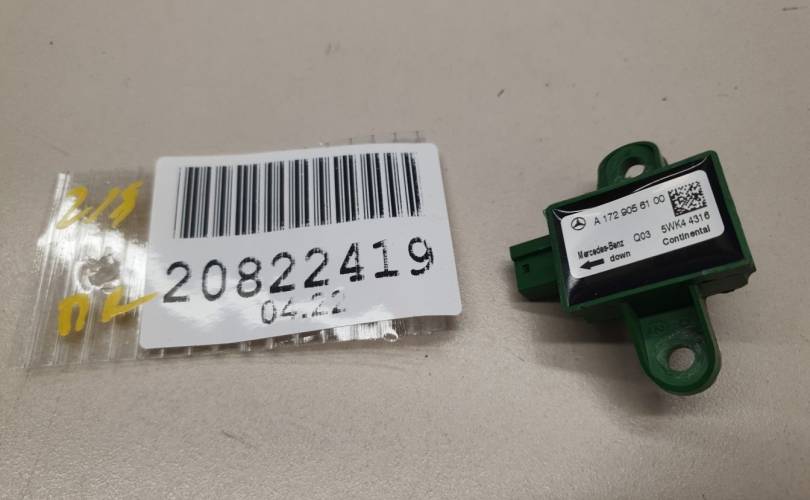 20822419
04.22
A 172 905 61 00
Mercedes-Benz Q03 5WK4 4316
down Continental